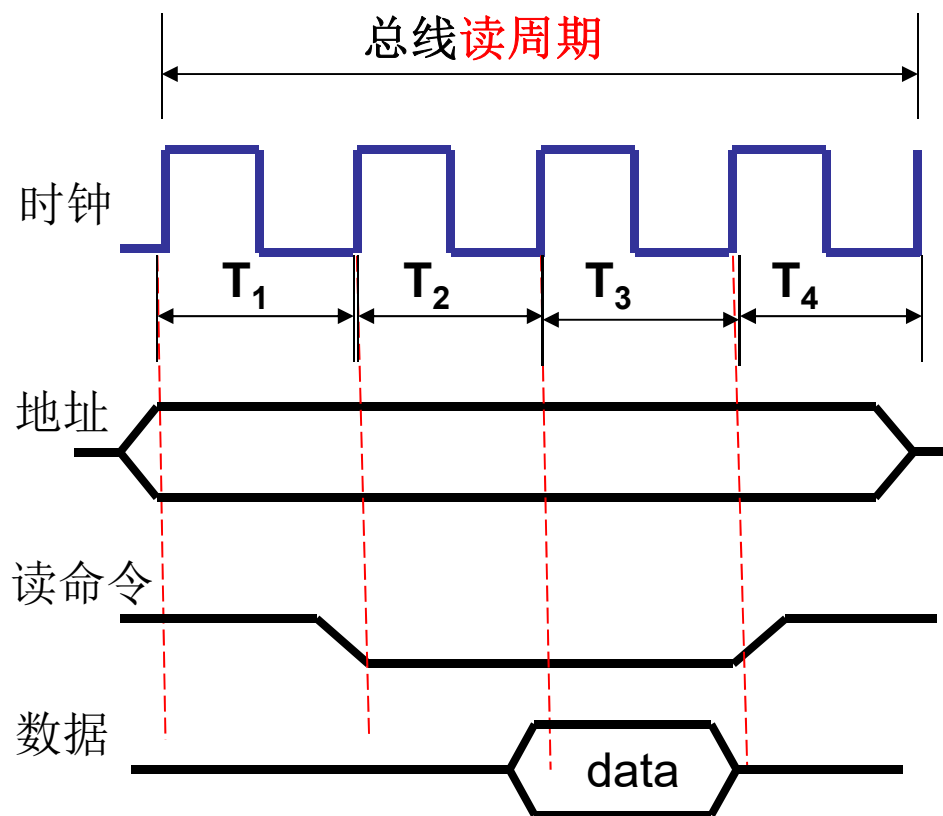 总线读周期
时钟
T₁ T₂ T₃ T₄
地址
读命令
数据
data